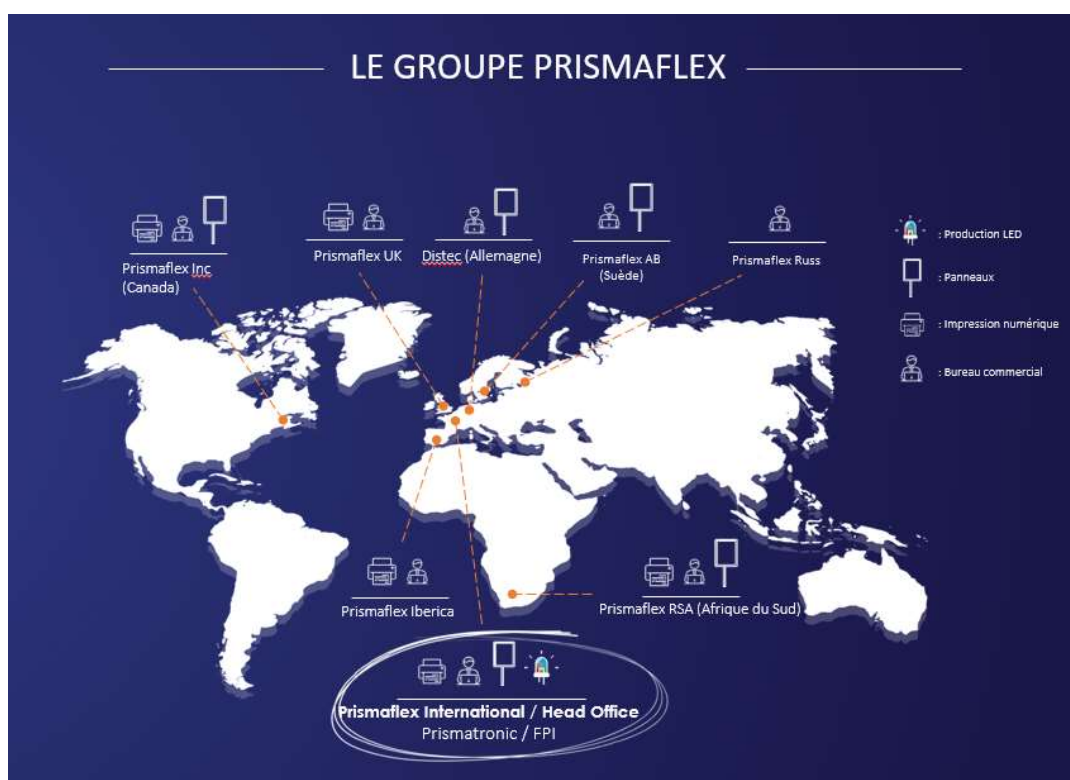 LE GROUPE PRISMAFLEX
Prismaflex Inc
(Canada)
Prismaflex UK
Distec (Allemagne)
Prismaflex AB
(Suède)
Prismaflex Russ
: Production LED
: Panneaux
: Impression numérique
: Bureau commercial
Prismaflex Iberica
Prismaflex RSA (Afrique du Sud)
Prismaflex International / Head Office
Prismatronic / FPI